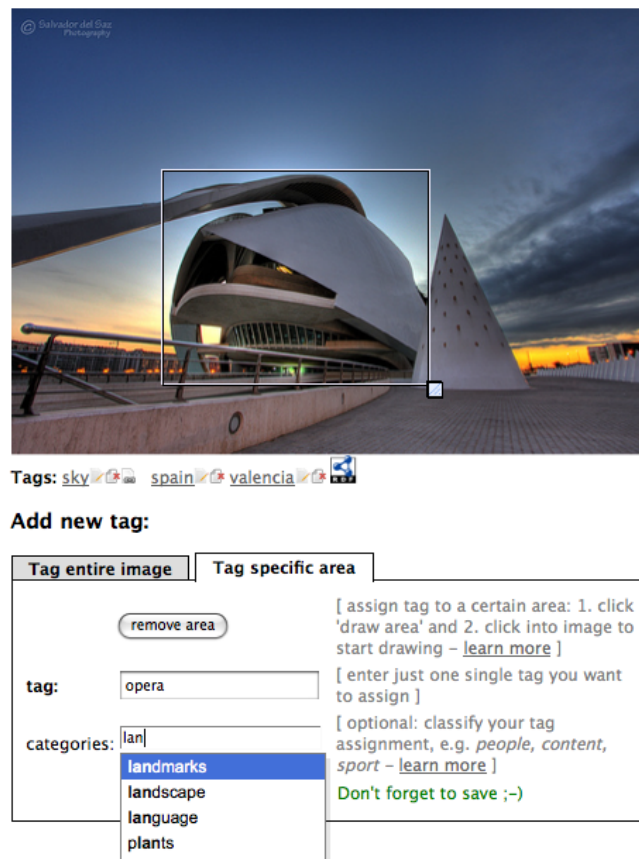 © Salvador del Saz
Photography
Tags: sky spain valencia
RDF
Add new tag:
Tag entire image Tag specific area
remove area
[ assign tag to a certain area: 1. click
'draw area' and 2. click into image to
start drawing – learn more ]
tag: opera
[ enter just one single tag you want
to assign ]
categories: lan
[ optional: classify your tag
assignment, e.g. people, content,
sport – learn more ]
landmarks
landscape
language
plants
Don't forget to save ;-)